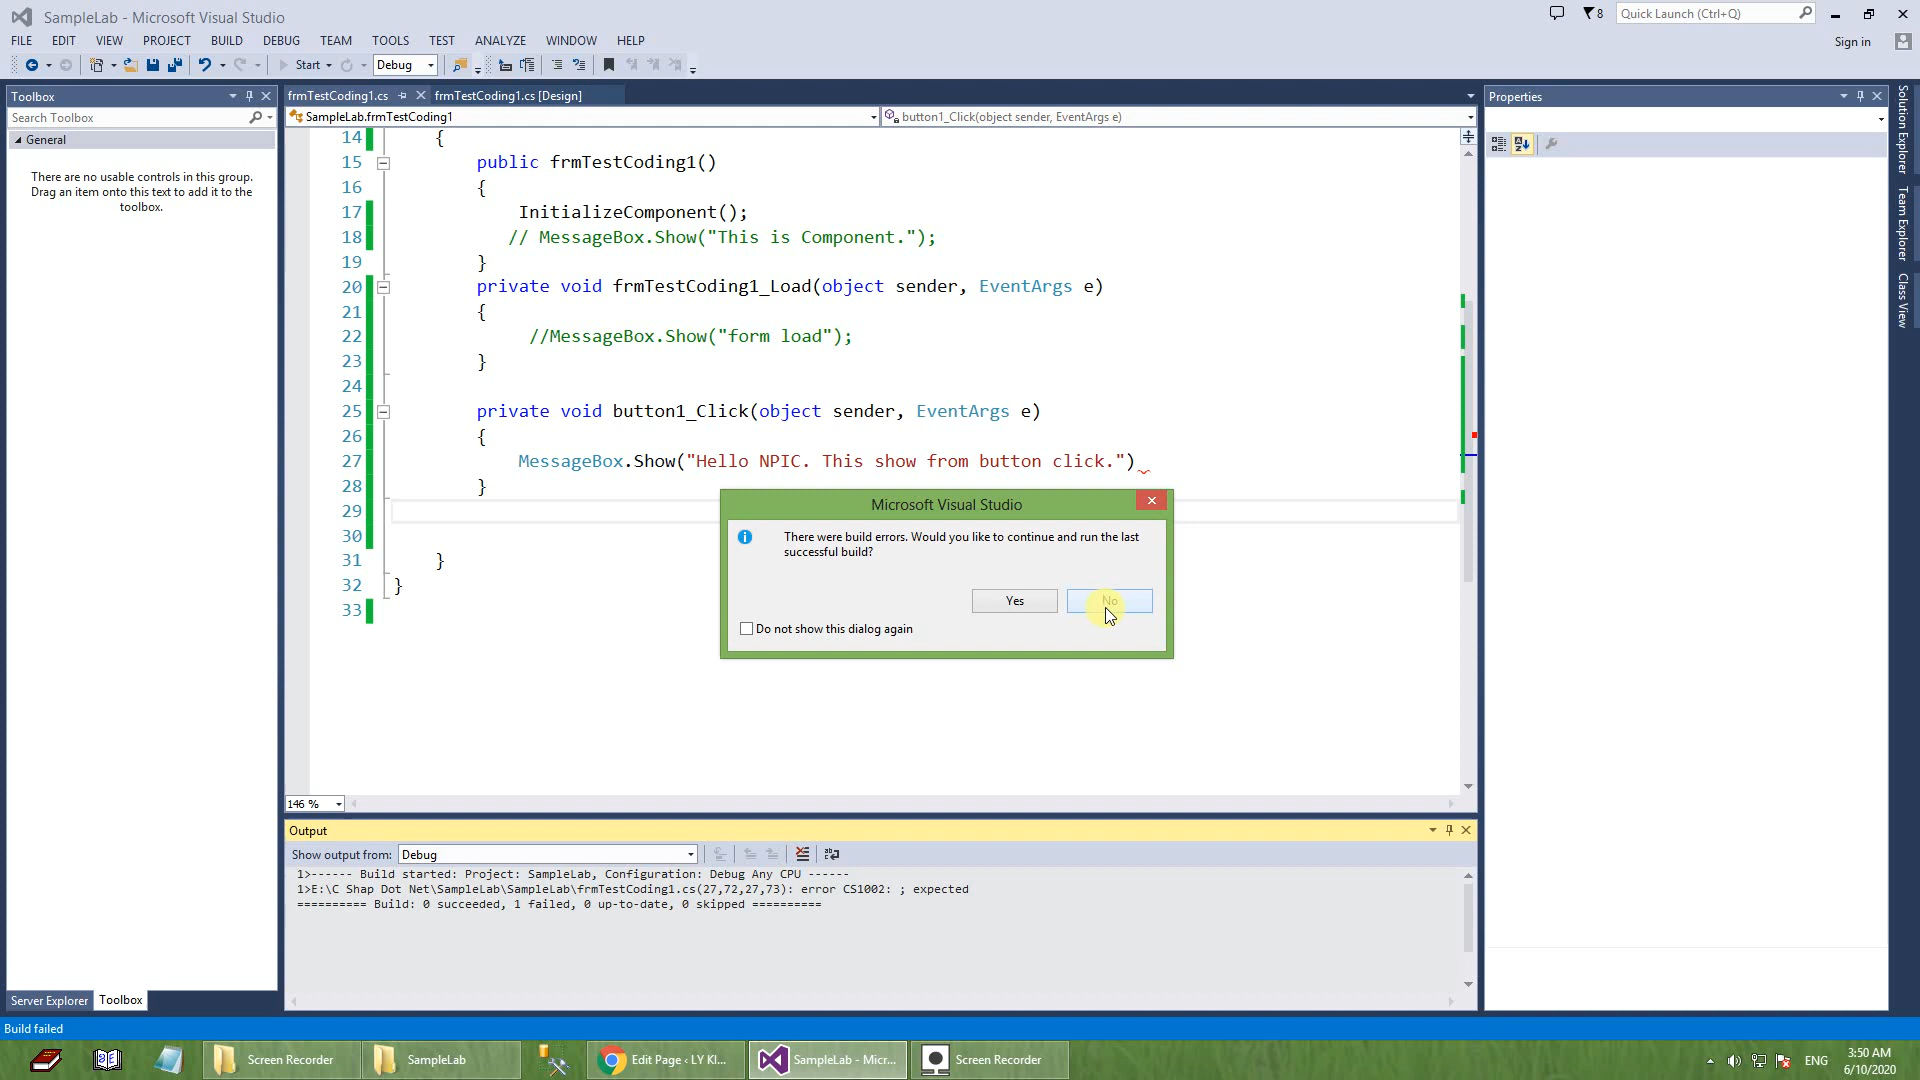 SampleLab - Microsoft Visual Studio
8
Quick Launch (Ctrl+Q)
FILE EDIT VIEW PROJECT BUILD DEBUG TEAM TOOLS TEST ANALYZE WINDOW HELP
Sign in
Start
Debug
Toolbox
Search Toolbox
General
There are no usable controls in this group.
Drag an item onto this text to add it to the
toolbox.
Server Explorer
Toolbox
frmTestCoding1.cs
frmTestCoding1.cs [Design]
SampleLab.frmTestCoding1
button1_Click(object sender, EventArgs e)
14 {
15 public frmTestCoding1()
16 {
17 InitializeComponent();
18 // MessageBox.Show("This is Component.");
19 }
20 private void frmTestCoding1_Load(object sender, EventArgs e)
21 {
22 //MessageBox.Show("form load");
23 }
24
25 private void button1_Click(object sender, EventArgs e)
26 {
27 MessageBox.Show("Hello NPIC. This show from button click.")
28 }
29
30
31 }
32 }
33
146 %
Microsoft Visual Studio
There were build errors. Would you like to continue and run the last
successful build?
Yes
No
Do not show this dialog again
Output
Show output from: Debug
1>------ Build started: Project: SampleLab, Configuration: Debug Any CPU ------
1>E:\C Shap Dot Net\SampleLab\SampleLab\frmTestCoding1.cs(27,72,27,73): error CS1002: ; expected
========== Build: 0 succeeded, 1 failed, 0 up-to-date, 0 skipped ==========
Properties
Solution Explorer
Team Explorer
Class View
Build failed
Screen Recorder
SampleLab
Edit Page ‹ LY Kl...
SampleLab - Micr...
Screen Recorder
ENG
3:50 AM
6/10/2020